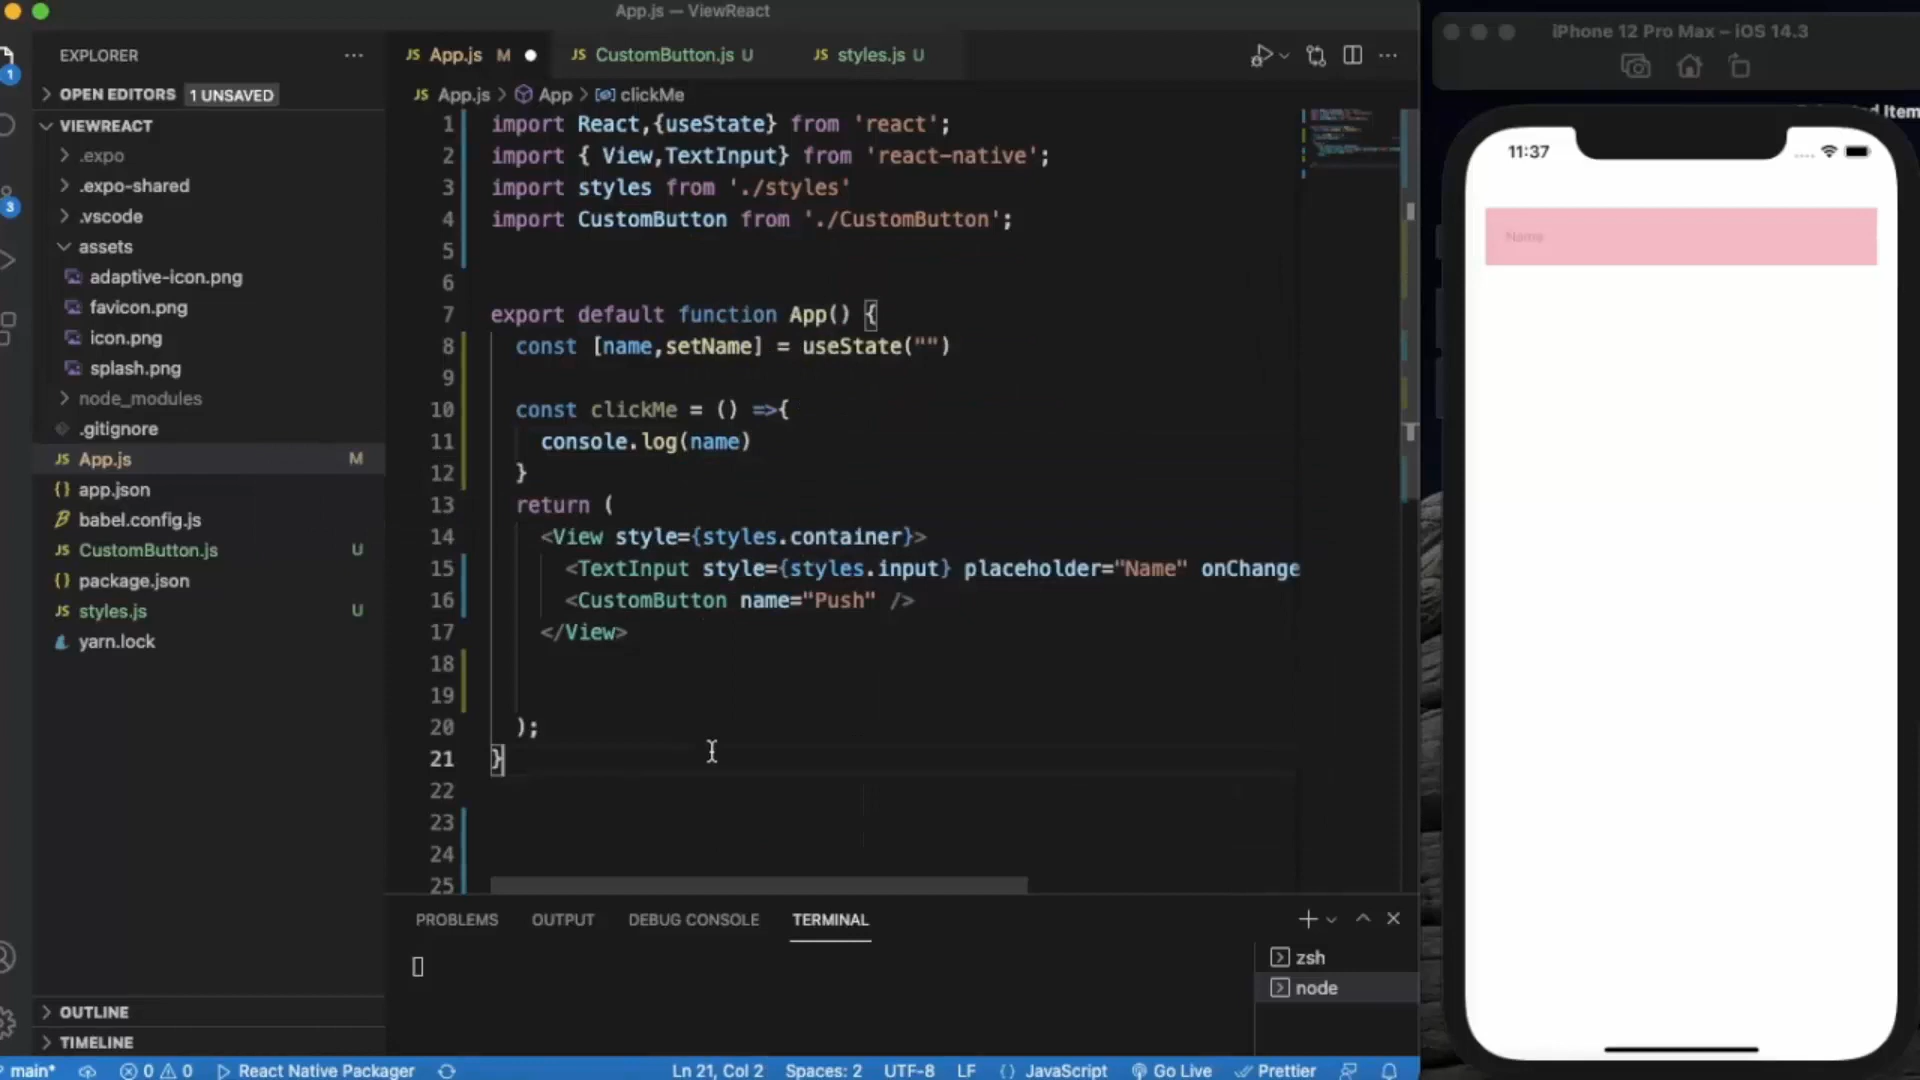 App.js — ViewReact
EXPLORER
OPEN EDITORS 1 UNSAVED
VIEWREACT
.expo
.expo-shared
.vscode
assets
adaptive-icon.png
favicon.png
icon.png
splash.png
node_modules
.gitignore
JS App.js M
{} app.json
babel.config.js
JS CustomButton.js U
{} package.json
JS styles.js U
yarn.lock
OUTLINE
TIMELINE
1
3
JS App.js M
JS CustomButton.js U
JS styles.js U
JS App.js > App > clickMe
1 import React,{useState} from 'react';
2 import { View,TextInput} from 'react-native';
3 import styles from './styles'
4 import CustomButton from './CustomButton';
5
6
7 export default function App() {
8 const [name,setName] = useState("")
9
10 const clickMe = () =>{
11 console.log(name)
12 }
13 return (
14 <View style={styles.container}>
15 <TextInput style={styles.input} placeholder="Name" onChange
16 <CustomButton name="Push" />
17 </View>
18
19
20 );
21 }
22
23
24
25
PROBLEMS OUTPUT DEBUG CONSOLE TERMINAL
zsh
node
main* 0 0 React Native Packager Ln 21, Col 2 Spaces: 2 UTF-8 LF {} JavaScript Go Live Prettier
iPhone 12 Pro Max – iOS 14.3
Item
11:37
Name